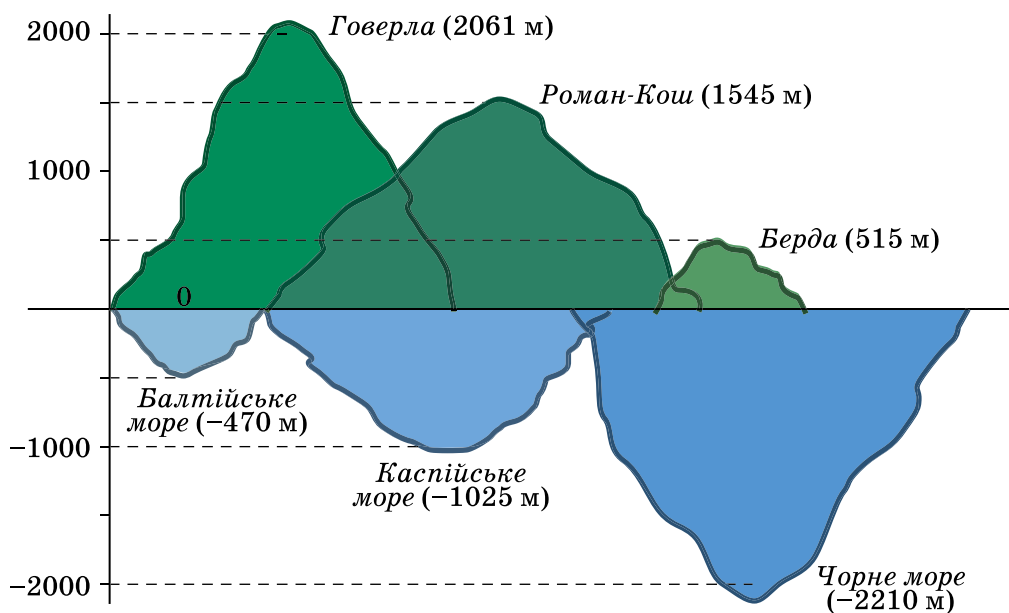 2000
Говерла (2061 м)
Роман-Кош (1545 м)
1000
Берда (515 м)
0
Балтійське
море (−470 м)
−1000
Каспійське
море (−1025 м)
−2000
Чорне море
(−2210 м)